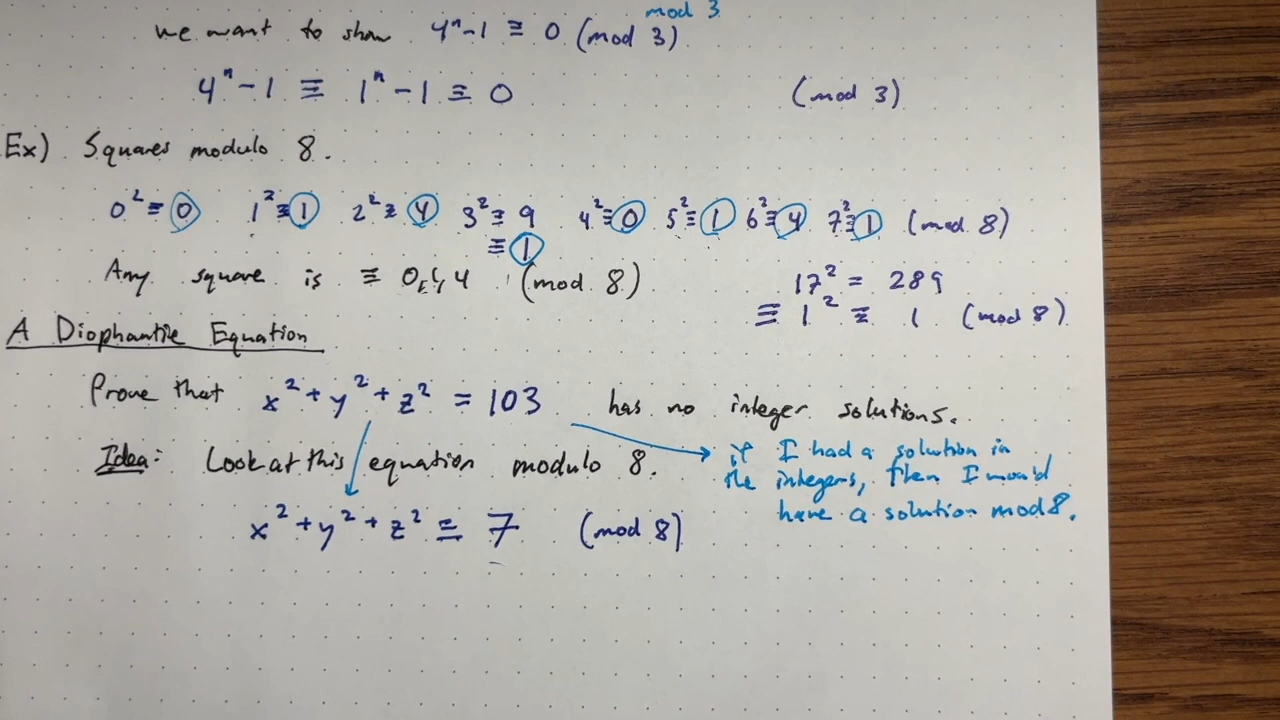 mod 3
we want to show 4ⁿ-1 ≡ 0 (mod 3)
4ⁿ - 1 ≡ 1ⁿ - 1 ≡ 0 (mod 3)
Ex) Squares modulo 8.
0² ≡ 0 1² ≡ 1 2² ≡ 4 3² ≡ 9 4² ≡ 0 5² ≡ 1 6² ≡ 4 7² ≡ 1 (mod 8)
≡ 1
Any square is ≡ 0, 1, 4 (mod 8)
17² = 289
≡ 1² ≡ 1 (mod 8)
A Diophantie Equation
Prove that x² + y² + z² = 103 has no integer solutions.
Idea: Look at this equation modulo 8.
if I had a solution in
the integers, then I would
have a solution mod 8.
x² + y² + z² ≡ 7 (mod 8)